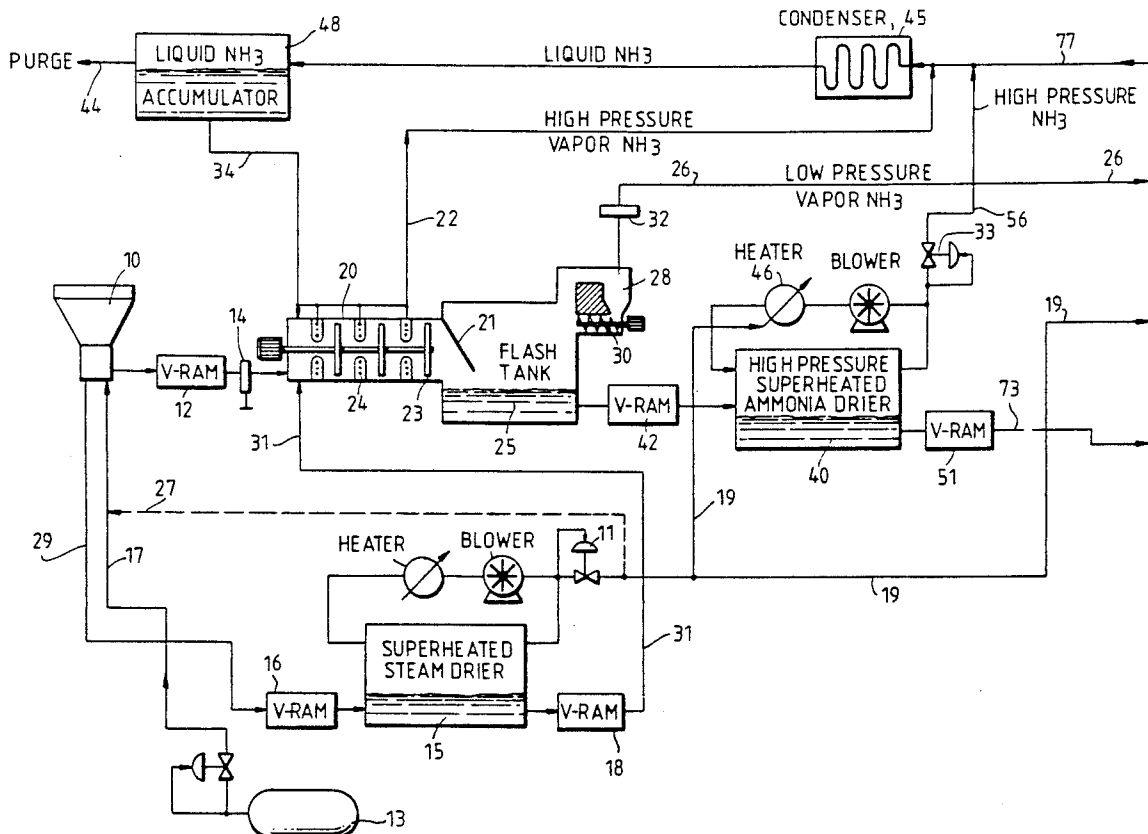 48
CONDENSER, 45
LIQUID NH3
PURGE
44
ACCUMULATOR
LIQUID NH3
77
HIGH PRESSURE
NH3
HIGH PRESSURE
VAPOR NH3
34
26
LOW PRESSURE
VAPOR NH3
26
22
32
56
33
10
20
28
HEATER
46
BLOWER
19
14
21
30
V-RAM
12
FLASH
TANK
HIGH PRESSURE
SUPERHEATED
AMMONIA DRIER
24
23
25
V-RAM
42
73
V-RAM
51
40
31
27
19
29
17
HEATER
BLOWER
11
19
31
SUPERHEATED
STEAM DRIER
16
V-RAM
15
V-RAM
18
13